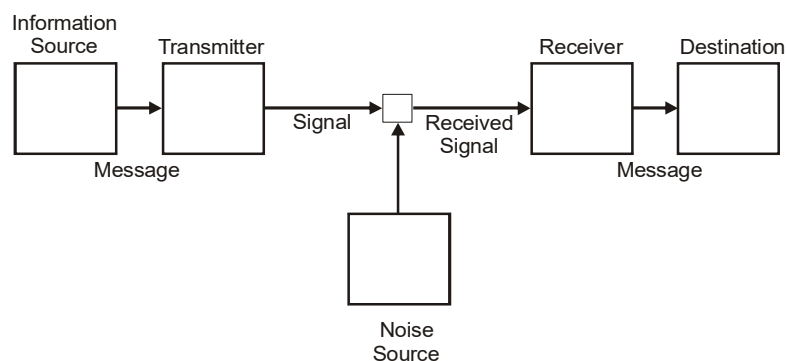 Information
Source
Transmitter
Receiver
Destination
Signal
Received
Signal
Message
Message
Noise
Source